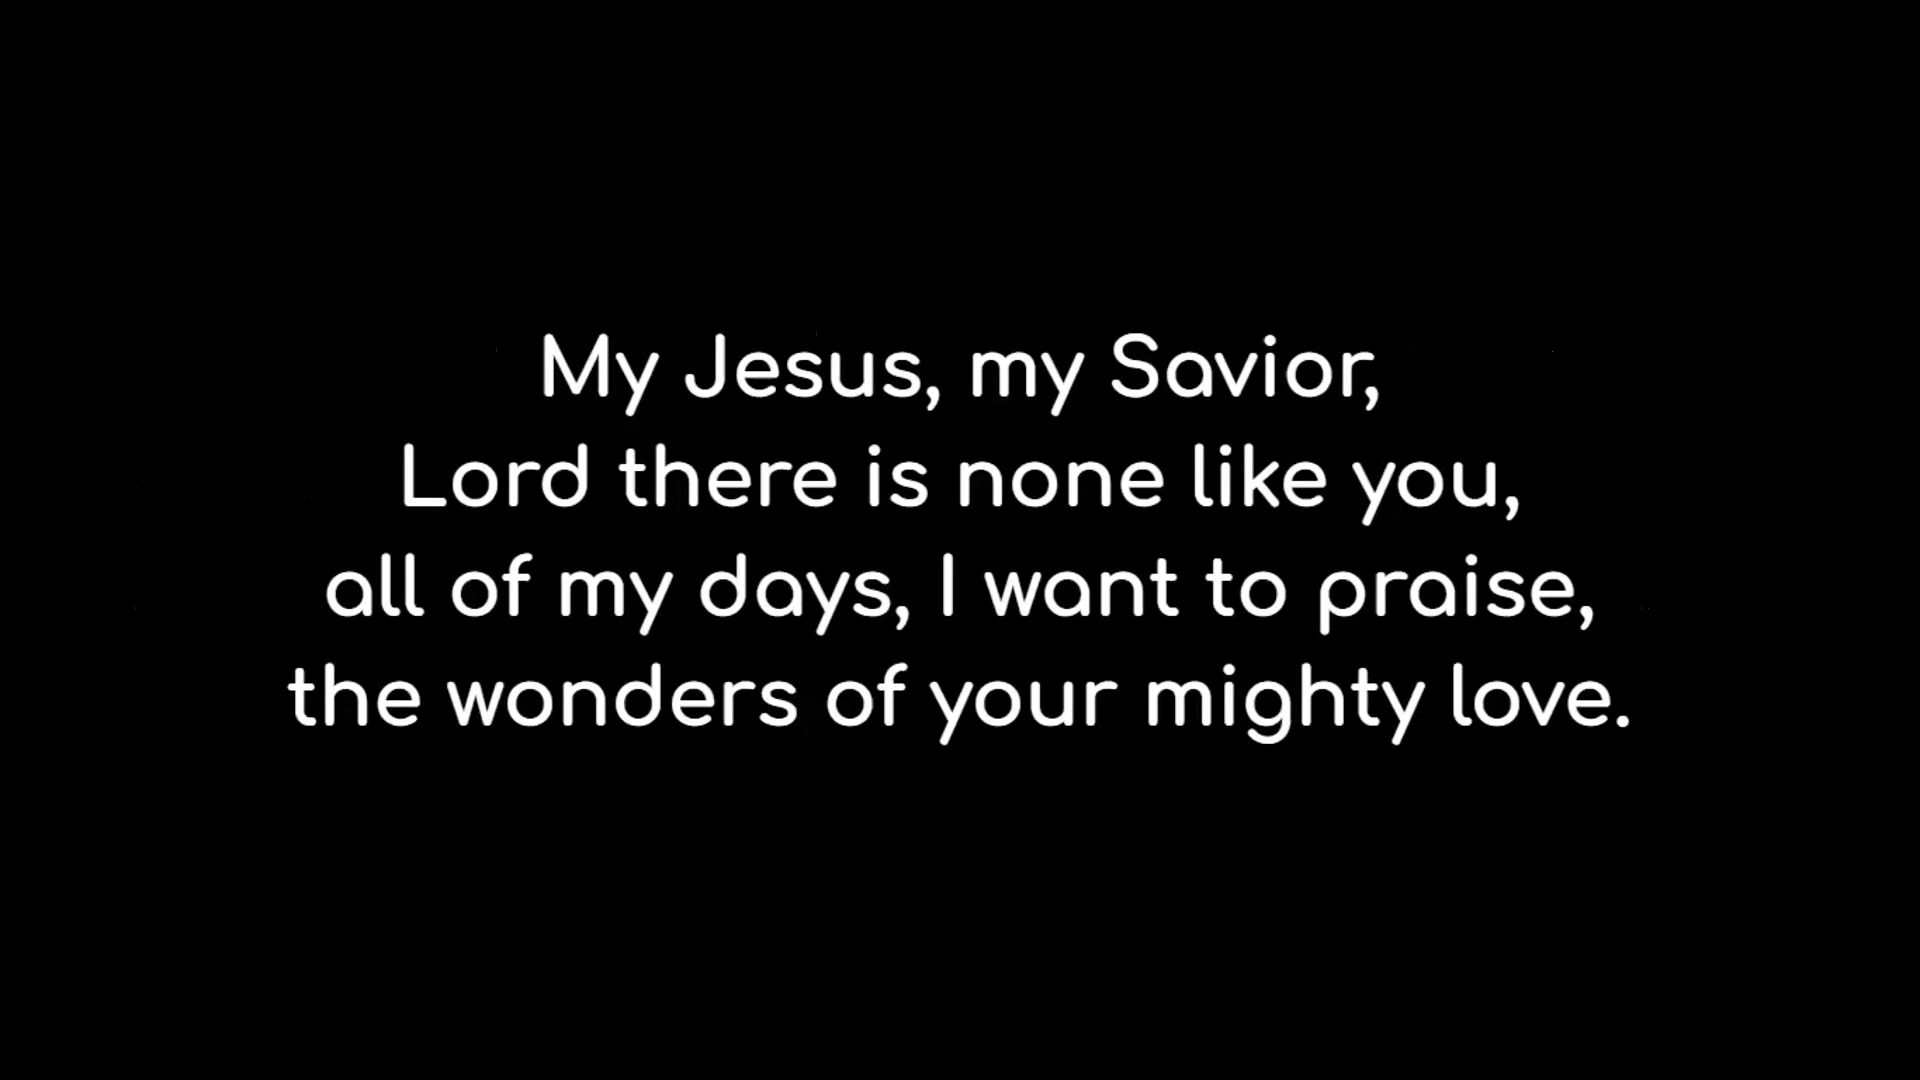 My Jesus, my Savior,
Lord there is none like you,
all of my days, I want to praise,
the wonders of your mighty love.